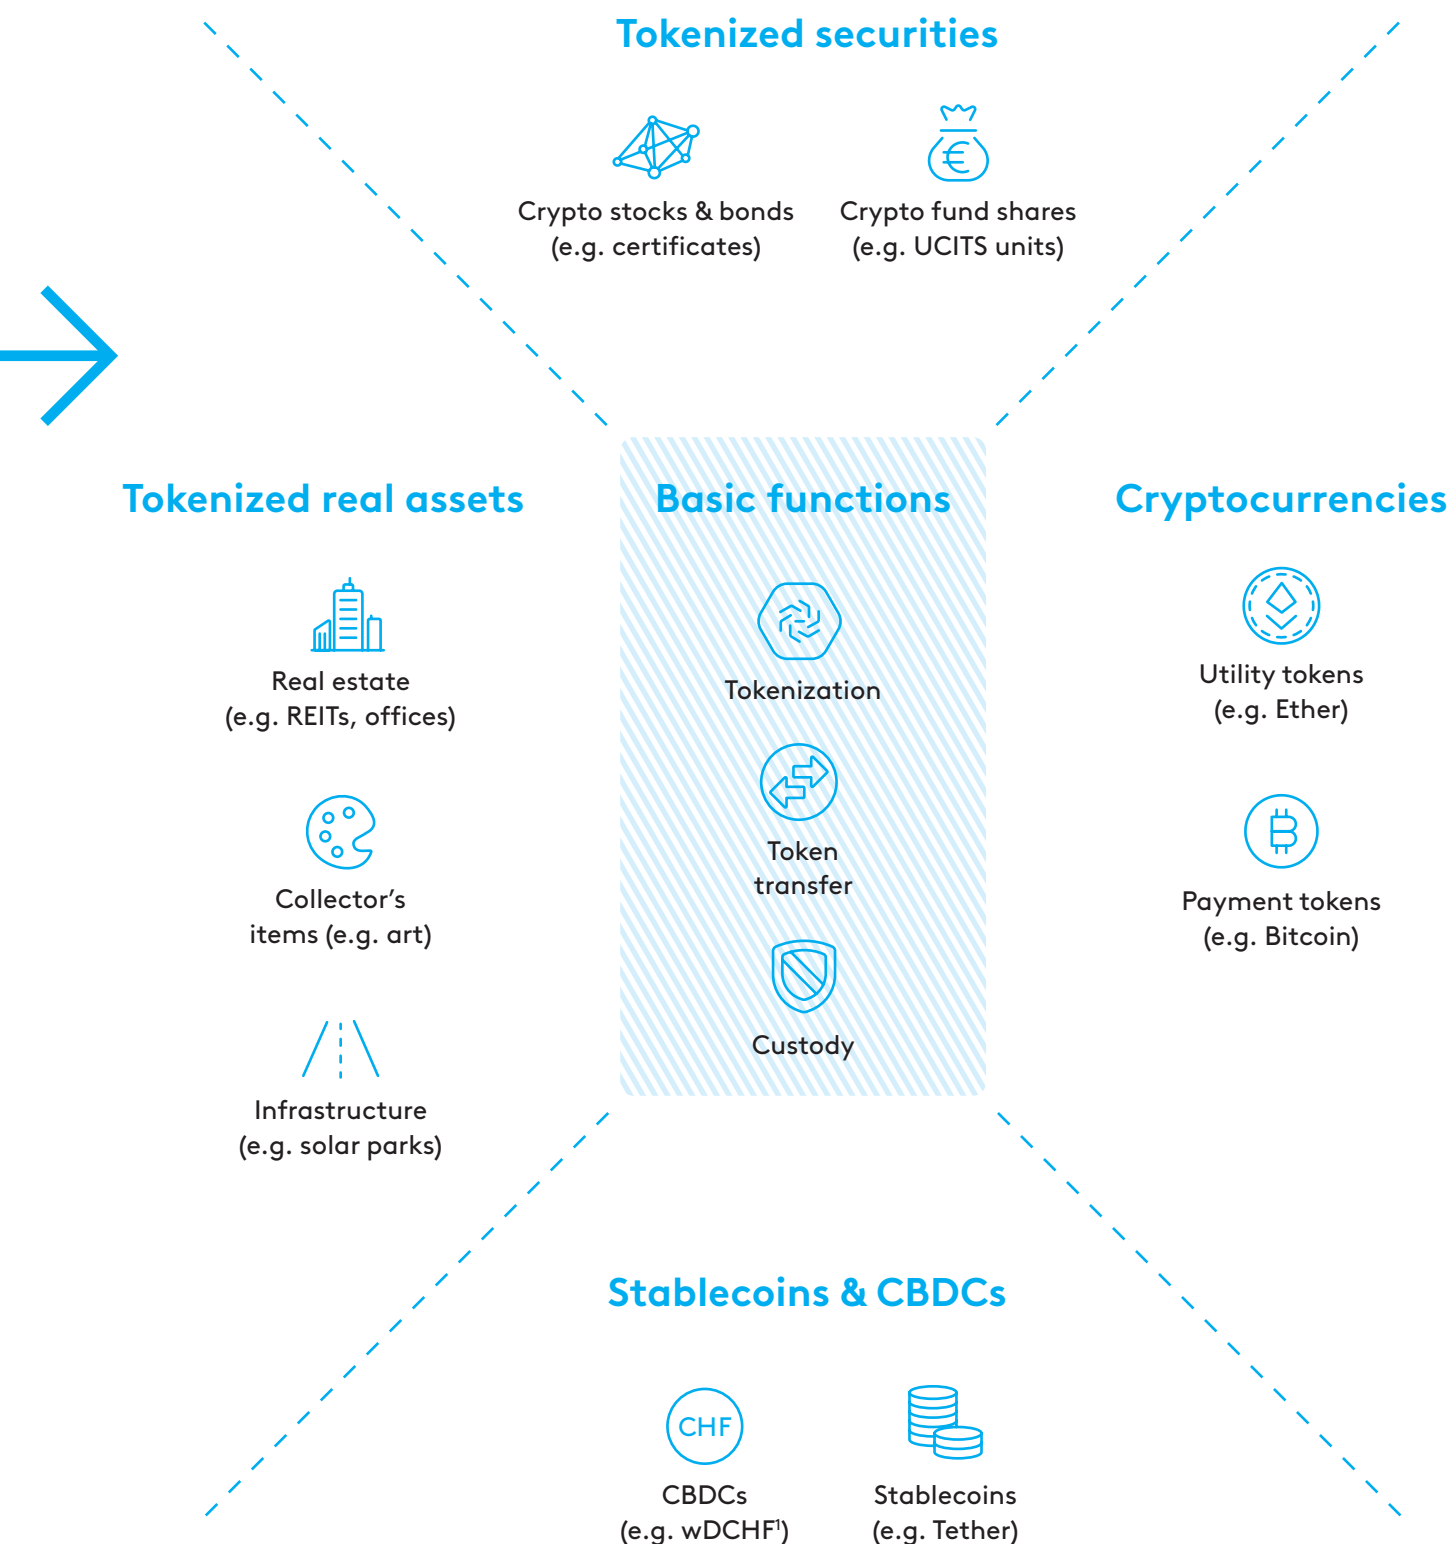 Tokenized securities
Crypto stocks & bonds
(e.g. certificates)
Crypto fund shares
(e.g. UCITS units)
Tokenized real assets
Real estate
(e.g. REITs, offices)
Collector’s
items (e.g. art)
Infrastructure
(e.g. solar parks)
Basic functions
Tokenization
Token
transfer
Custody
Cryptocurrencies
Utility tokens
(e.g. Ether)
Payment tokens
(e.g. Bitcoin)
Stablecoins & CBDCs
CHF
CBDCs
(e.g. wDCHF¹)
Stablecoins
(e.g. Tether)